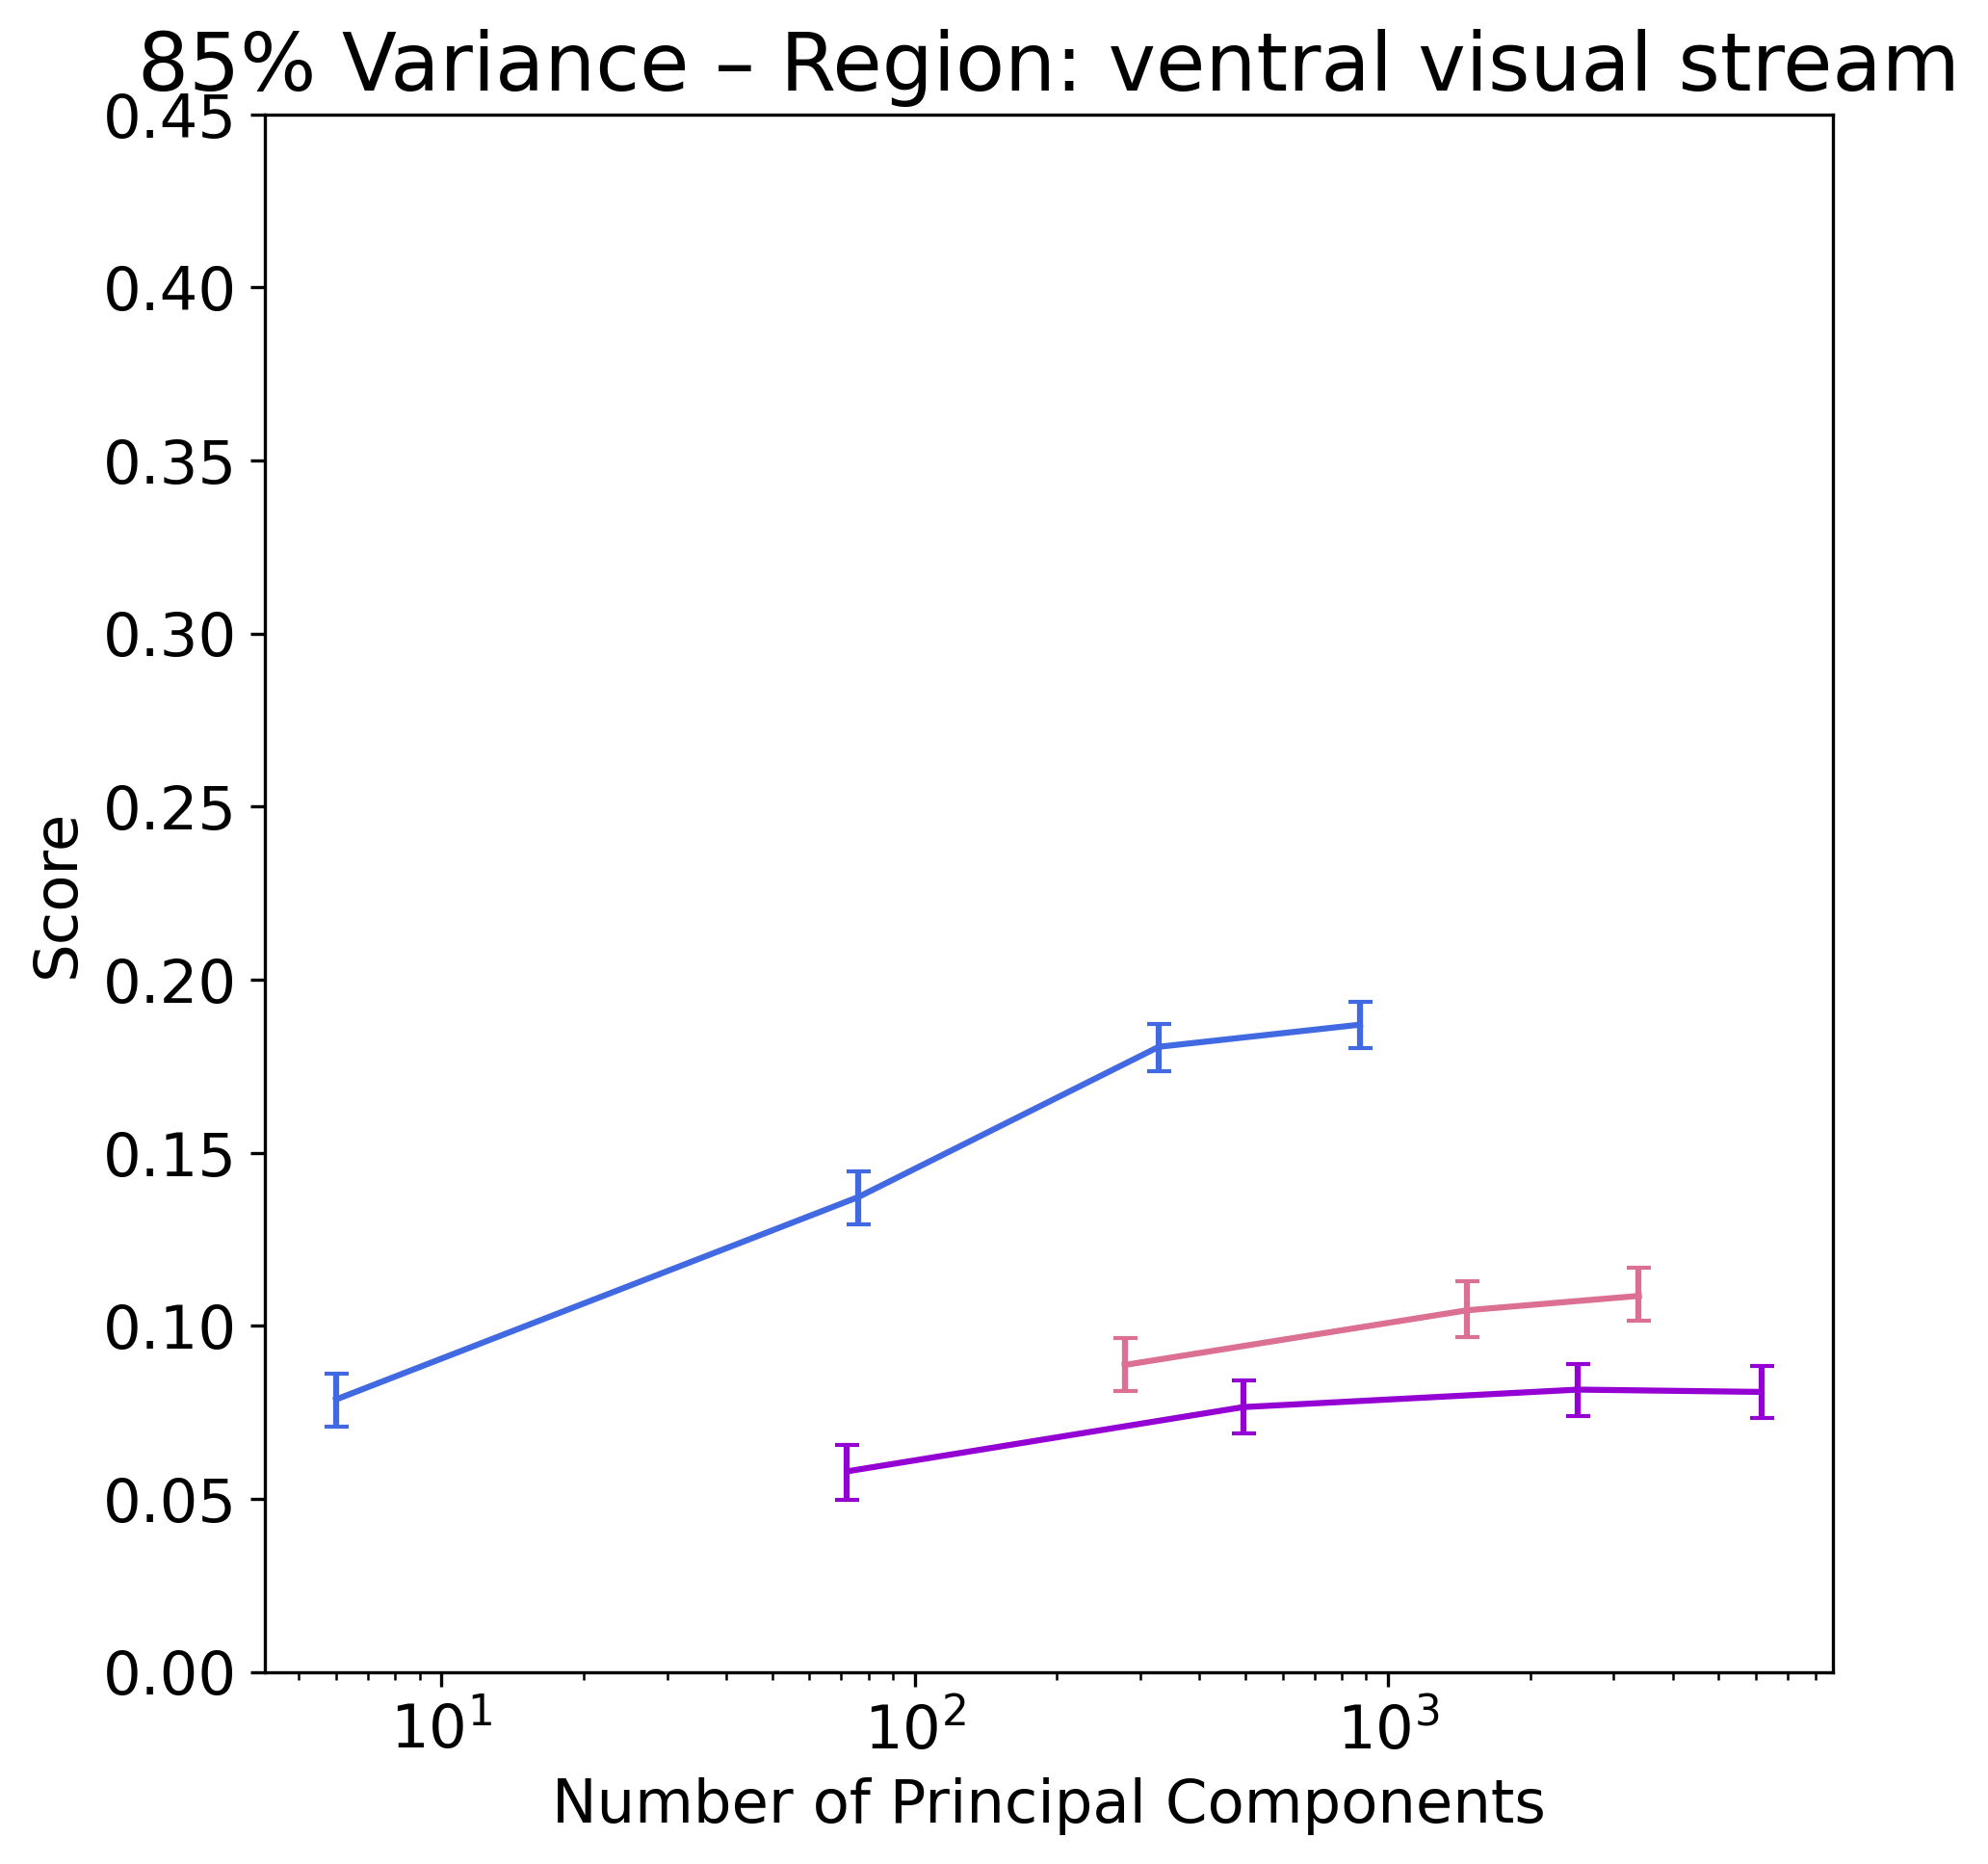 85% Variance – Region: ventral visual stream
0.45
0.40
0.35
0.30
0.25
0.20
0.15
0.10
0.05
0.00
Score
10¹ 10² 10³
Number of Principal Components